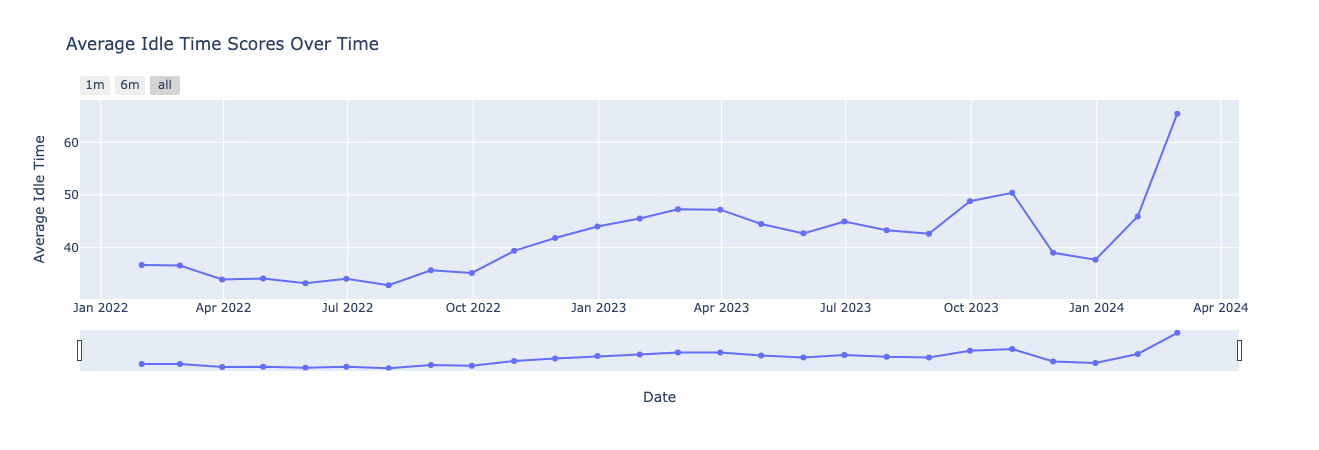 Average Idle Time Scores Over Time
1m 6m all
Average Idle Time
60
50
40
Jan 2022 Apr 2022 Jul 2022 Oct 2022 Jan 2023 Apr 2023 Jul 2023 Oct 2023 Jan 2024 Apr 2024
Date